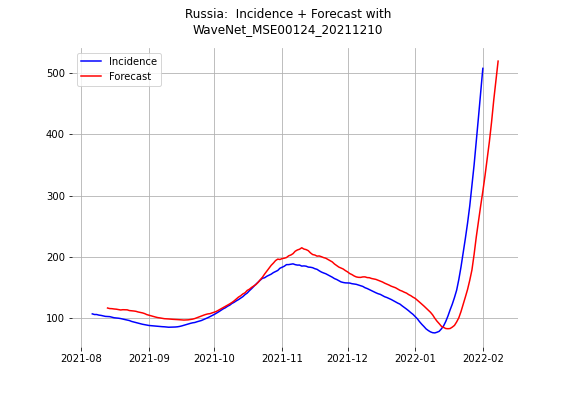 Russia:  Incidence + Forecast with
WaveNet_MSE00124_20211210
Incidence
Forecast
500
400
300
200
100
2021-08 2021-09 2021-10 2021-11 2021-12 2022-01 2022-02